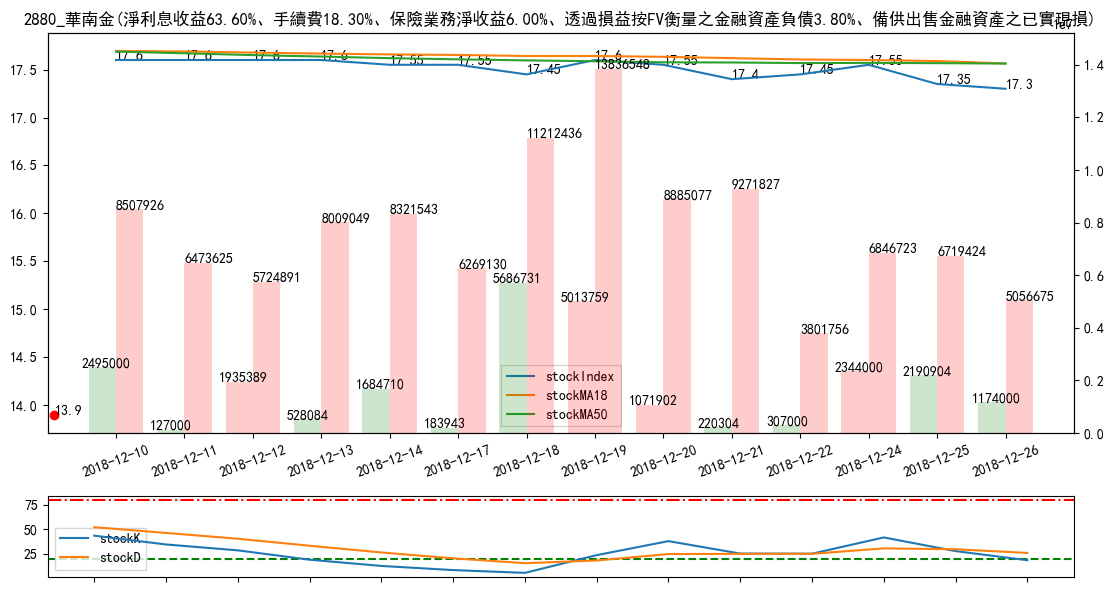 2880_華南金(淨利息收益63.60%、手續費18.30%、保險業務淨收益6.00%、透過損益按FV衡量之金融資產負債3.80%、備供出售金融資產之已實現損)
17.6 17.6 17.6 17.6 17.55 17.55 17.45 17.6 17.55 17.4 17.45 17.55 17.35 17.3
17.5 1.4
13836548
17.0 1.2
11212436
16.5 1.0
8507926 8009049 8321543 8885077 9271827
16.0 0.8
6473625 5724891 6269130 6846723 6719424
15.5 0.6
5686731 5013759 5056675
15.0 0.4
2495000 1935389 1684710 3801756 2344000 2190904
14.5 0.2
stockIndex
stockMA18
stockMA50
14.0
13.9 127000 528084 183943 1071902 220304 307000 1174000
0.0
2018-12-10 2018-12-11 2018-12-12 2018-12-13 2018-12-14 2018-12-17 2018-12-18 2018-12-19 2018-12-20 2018-12-21 2018-12-22 2018-12-24 2018-12-25 2018-12-26
75
50
25
stockK
stockD